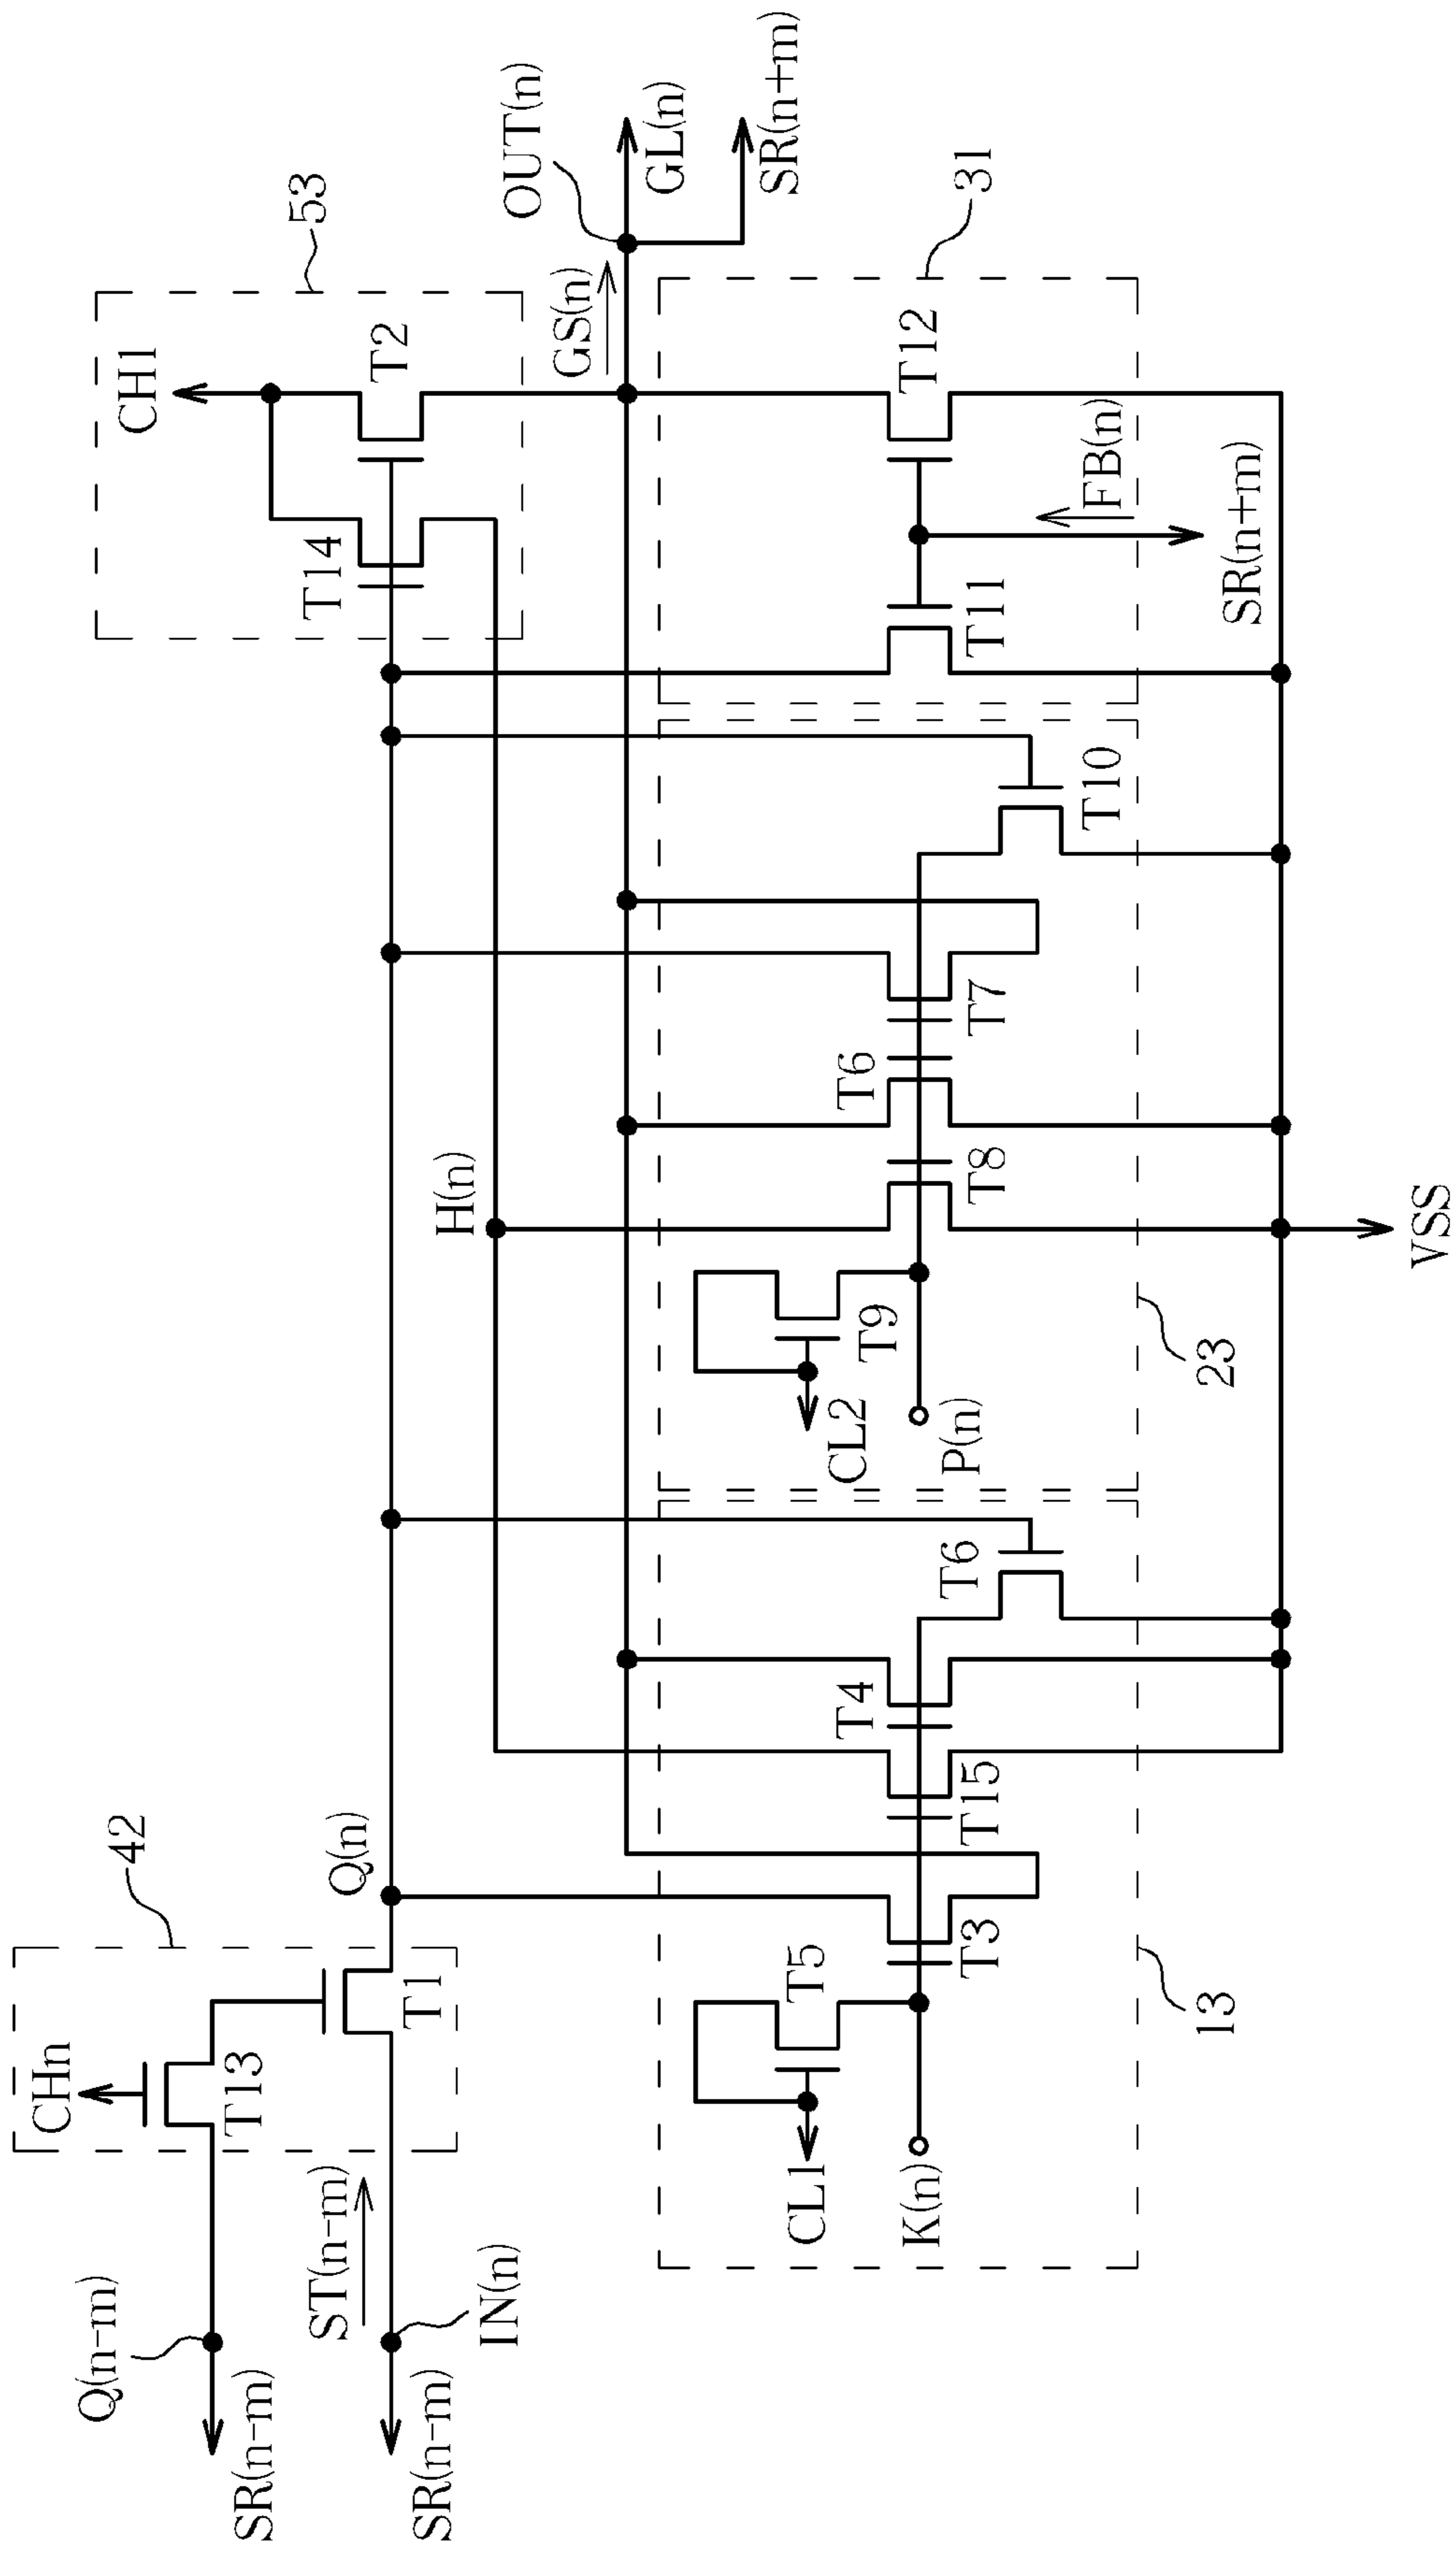 CHn
42
T13
T1
Q(n-m)
SR(n-m)
ST(n-m)
SR(n-m)
IN(n)
Q(n)
H(n)
CH1
53
T14
T2
OUT(n)
GS(n)
GL(n)
SR(n+m)
CL1
T5
K(n)
T3
T15
T4
T6
13
CL2
T9
P(n)
T8
T6
T7
T10
23
T11
T12
31
FB(n)
SR(n+m)
VSS